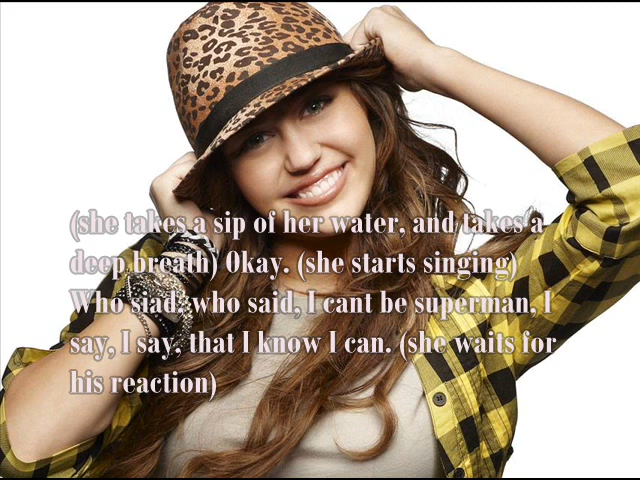 (she takes a sip of her water, and takes a
deep breath) Okay. (she starts singing)
Who siad, who said, I cant be superman, I
say, I say, that I know I can. (she waits for
his reaction)